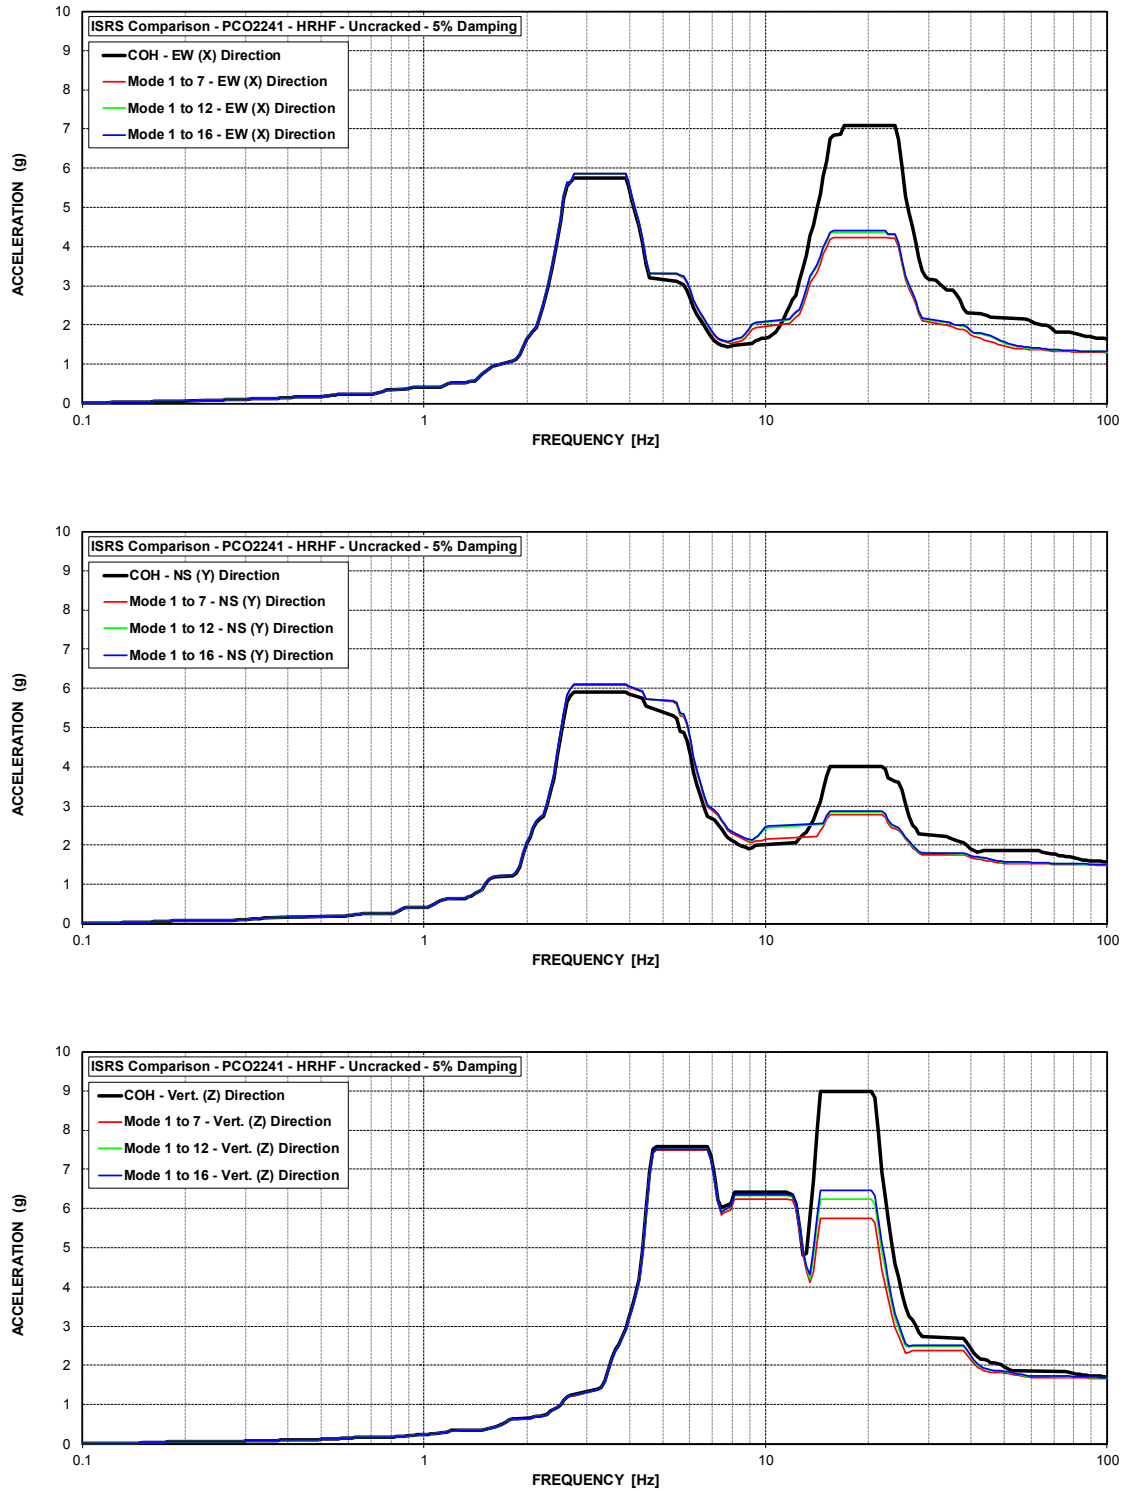 ISRS Comparison - PCO2241 - HRHF - Uncracked - 5% Damping
COH - EW (X) Direction
Mode 1 to 7 - EW (X) Direction
Mode 1 to 12 - EW (X) Direction
Mode 1 to 16 - EW (X) Direction
ACCELERATION (g)
10
9
8
7
6
5
4
3
2
1
0
0.1
1
10
100
FREQUENCY [Hz]
ISRS Comparison - PCO2241 - HRHF - Uncracked - 5% Damping
COH - NS (Y) Direction
Mode 1 to 7 - NS (Y) Direction
Mode 1 to 12 - NS (Y) Direction
Mode 1 to 16 - NS (Y) Direction
ACCELERATION (g)
10
9
8
7
6
5
4
3
2
1
0
0.1
1
10
100
FREQUENCY [Hz]
ISRS Comparison - PCO2241 - HRHF - Uncracked - 5% Damping
COH - Vert. (Z) Direction
Mode 1 to 7 - Vert. (Z) Direction
Mode 1 to 12 - Vert. (Z) Direction
Mode 1 to 16 - Vert. (Z) Direction
ACCELERATION (g)
10
9
8
7
6
5
4
3
2
1
0
0.1
1
10
100
FREQUENCY [Hz]